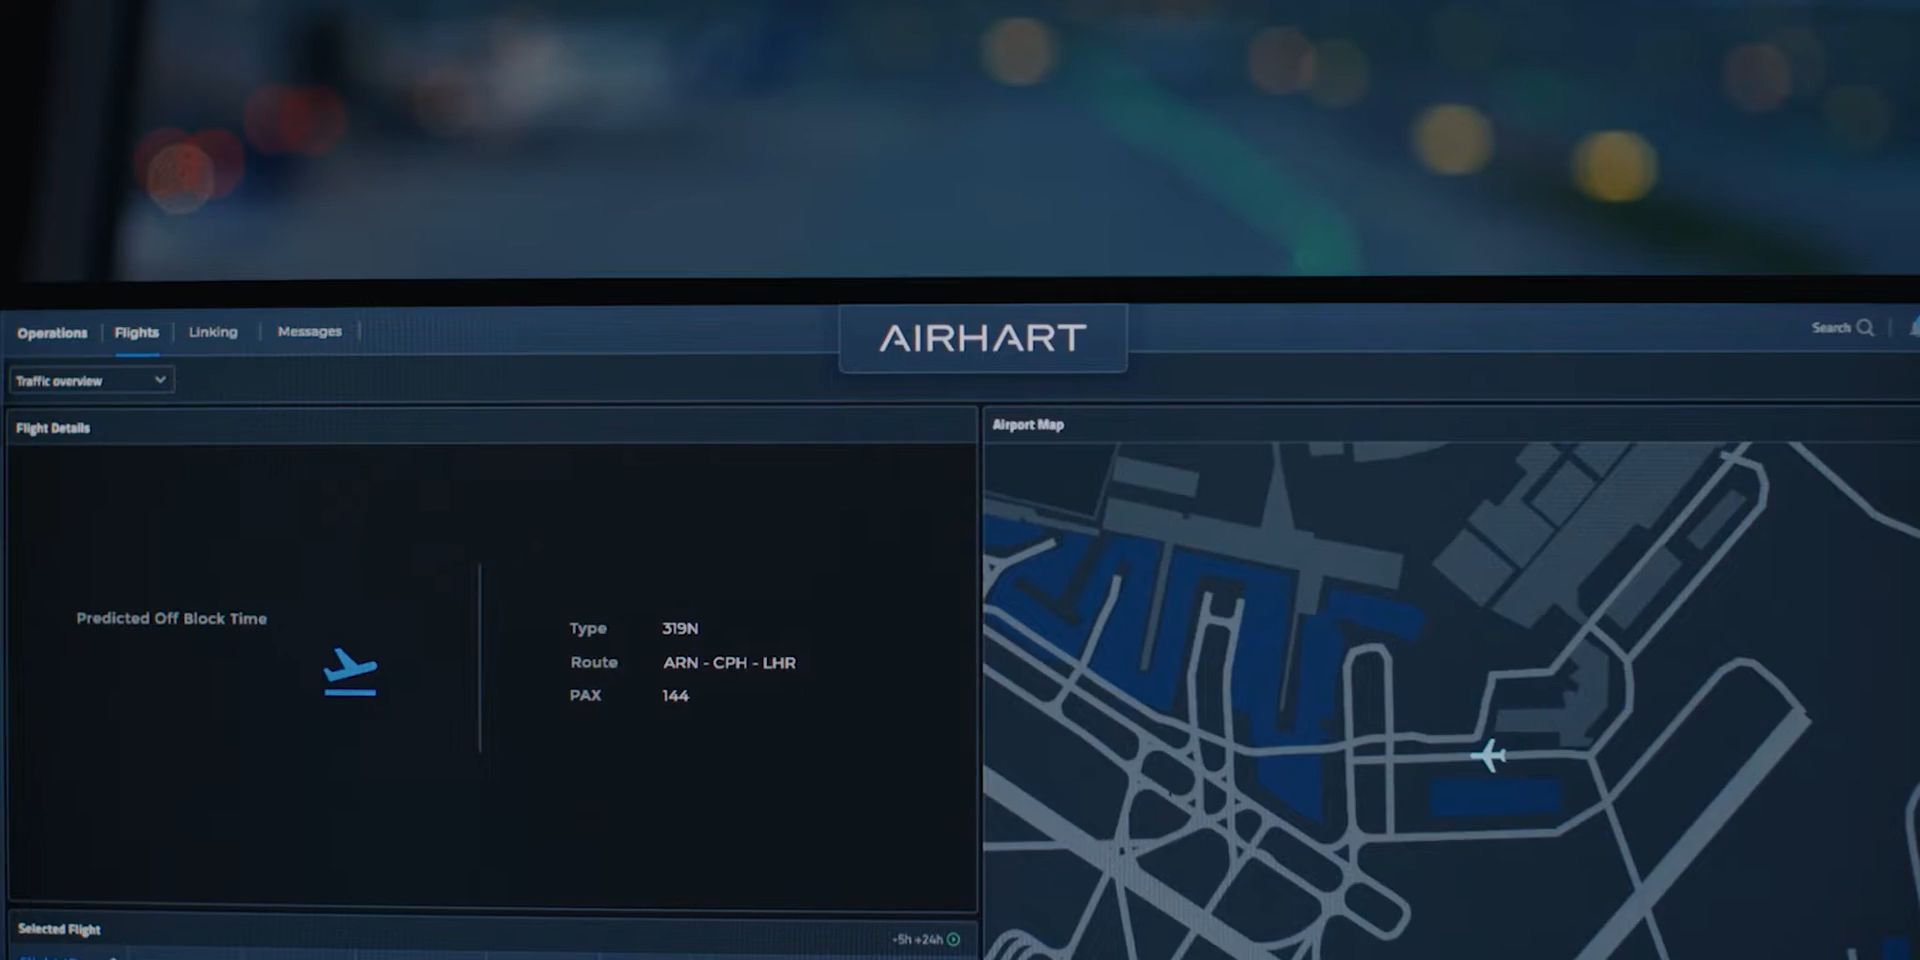 Operations Flights Linking Messages
AIRHART
Search
Traffic overview
Flight Details
Airport Map
Predicted Off Block Time
Type 319N
Route ARN - CPH - LHR
PAX 144
Selected Flight
-5h +24h